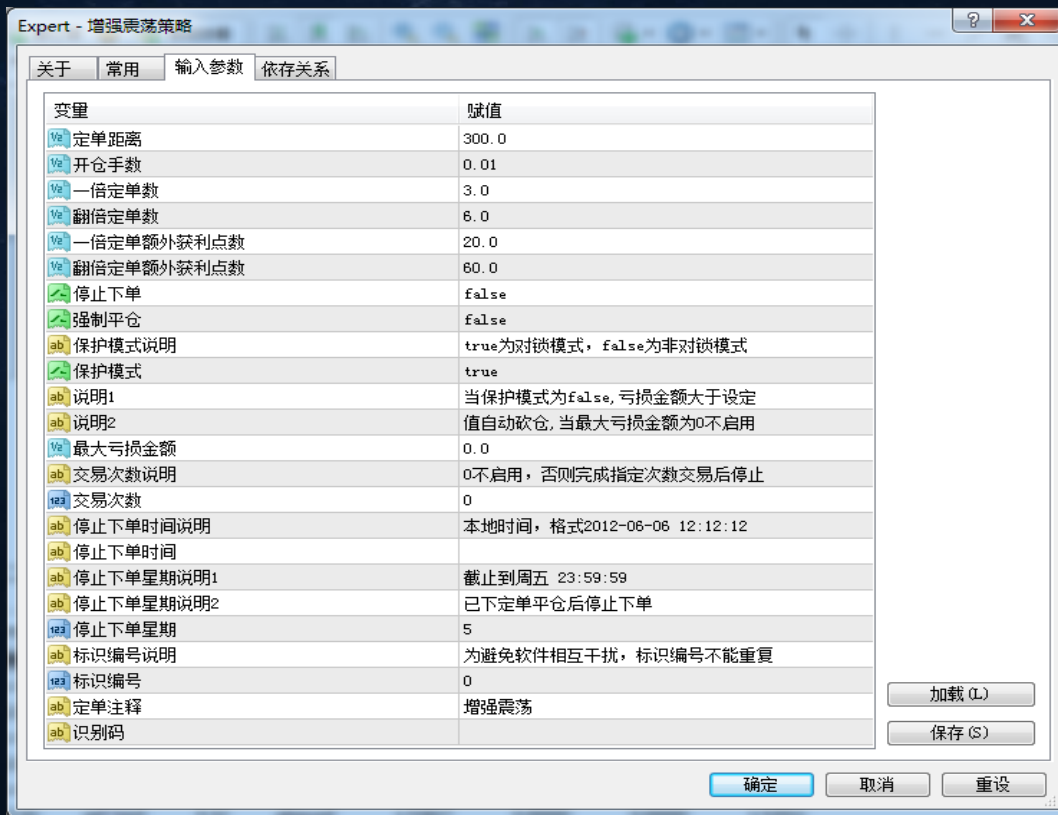 Expert - 增强震荡策略
关于 常用 输入参数 依存关系
变量 赋值
定单距离 300.0
开仓手数 0.01
一倍定单数 3.0
翻倍定单数 6.0
一倍定单额外获利点数 20.0
翻倍定单额外获利点数 60.0
停止下单 false
强制平仓 false
保护模式说明 true为对锁模式，false为非对锁模式
保护模式 true
说明1 当保护模式为false,亏损金额大于设定
说明2 值自动砍仓,当最大亏损金额为0不启用
最大亏损金额 0.0
交易次数说明 0不启用，否则完成指定次数交易后停止
交易次数 0
停止下单时间说明 本地时间，格式2012-06-06 12:12:12
停止下单时间
停止下单星期说明1 截止到周五 23:59:59
停止下单星期说明2 已下定单平仓后停止下单
停止下单星期 5
标识编号说明 为避免软件相互干扰，标识编号不能重复
标识编号 0
定单注释 增强震荡
识别码
加载(L)
保存(S)
确定 取消 重设